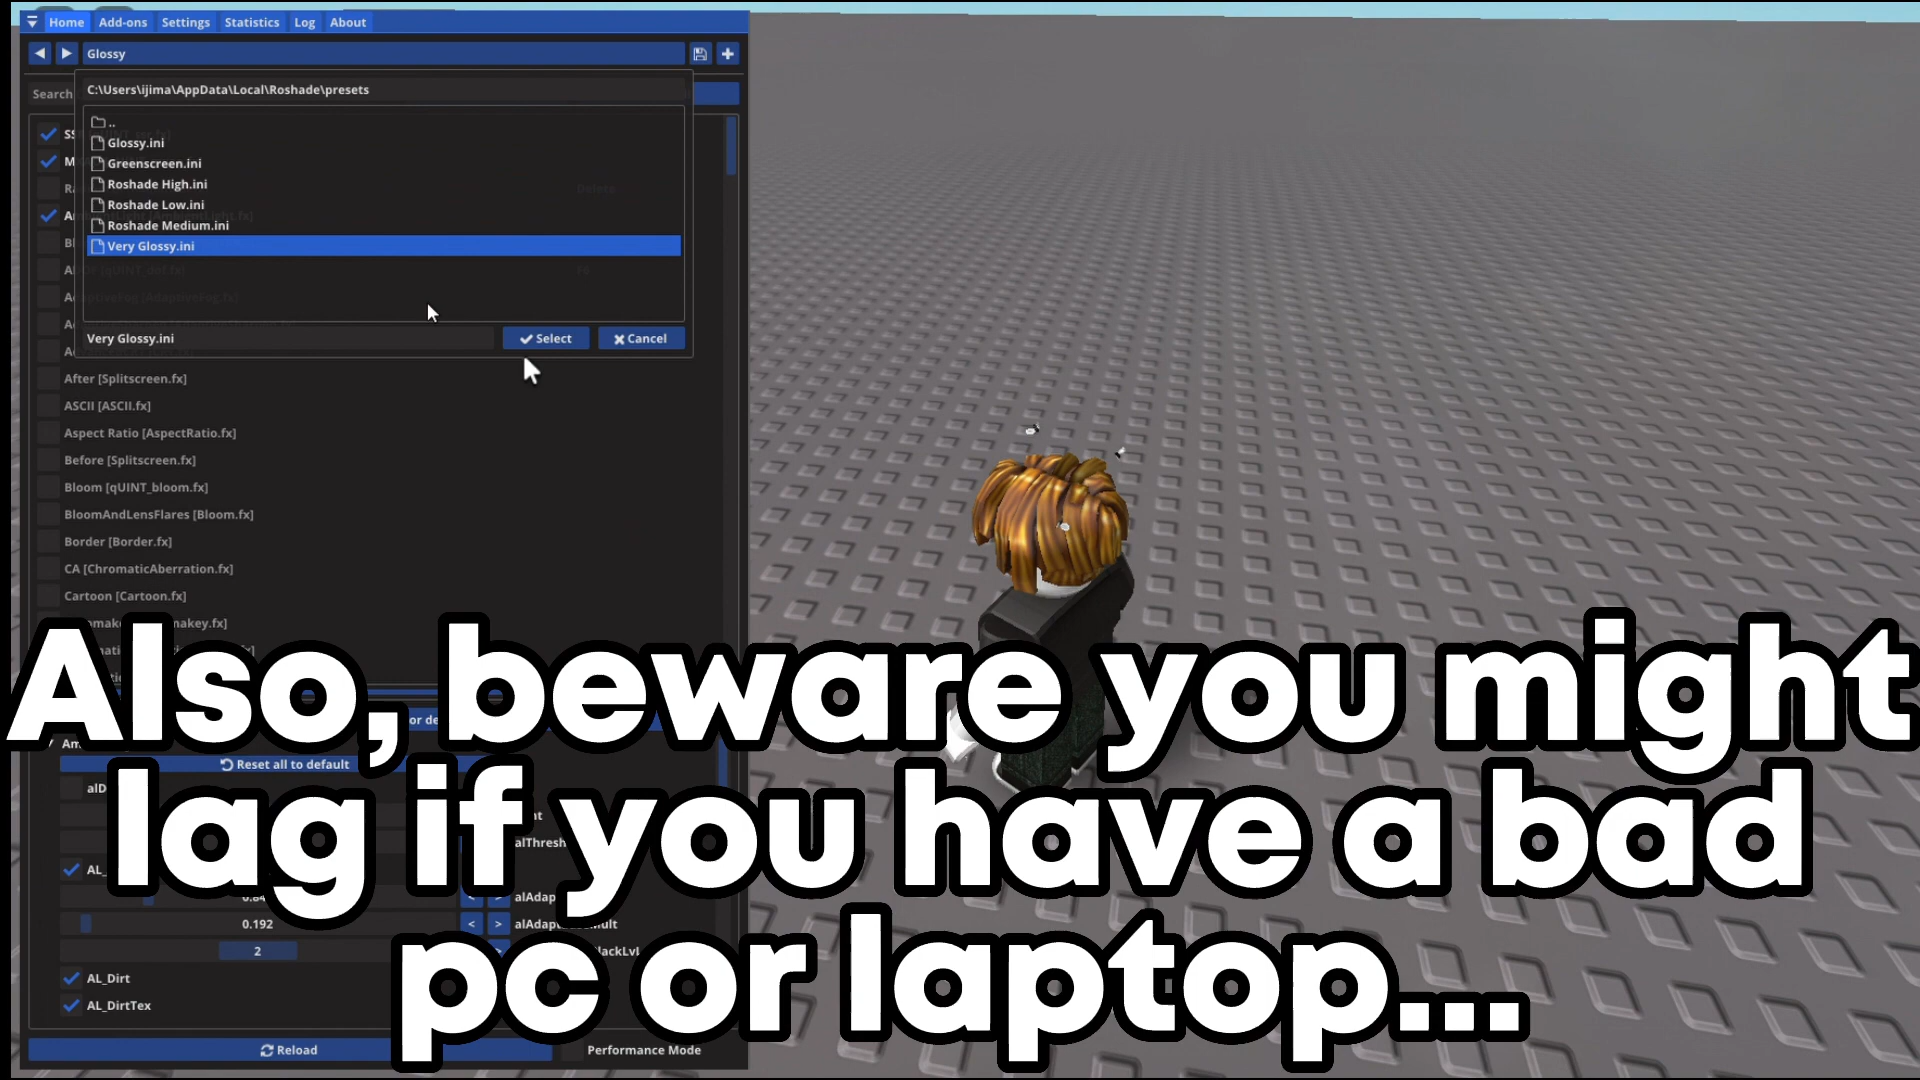 Home Add-ons Settings Statistics Log About
Glossy
Search
C:\Users\ijima\AppData\Local\Roshade\presets
..
Glossy.ini
Greenscreen.ini
Roshade High.ini
Roshade Low.ini
Roshade Medium.ini
Very Glossy.ini
Very Glossy.ini
Select
Cancel
After [Splitscreen.fx]
ASCII [ASCII.fx]
Aspect Ratio [AspectRatio.fx]
Before [Splitscreen.fx]
Bloom [qUINT_bloom.fx]
BloomAndLensFlares [Bloom.fx]
Border [Border.fx]
CA [ChromaticAberration.fx]
Cartoon [Cartoon.fx]
Also, beware you might
lag if you have a bad
pc or laptop...
Reset all to default
0.192
2
AL_Dirt
AL_DirtTex
Reload
Performance Mode